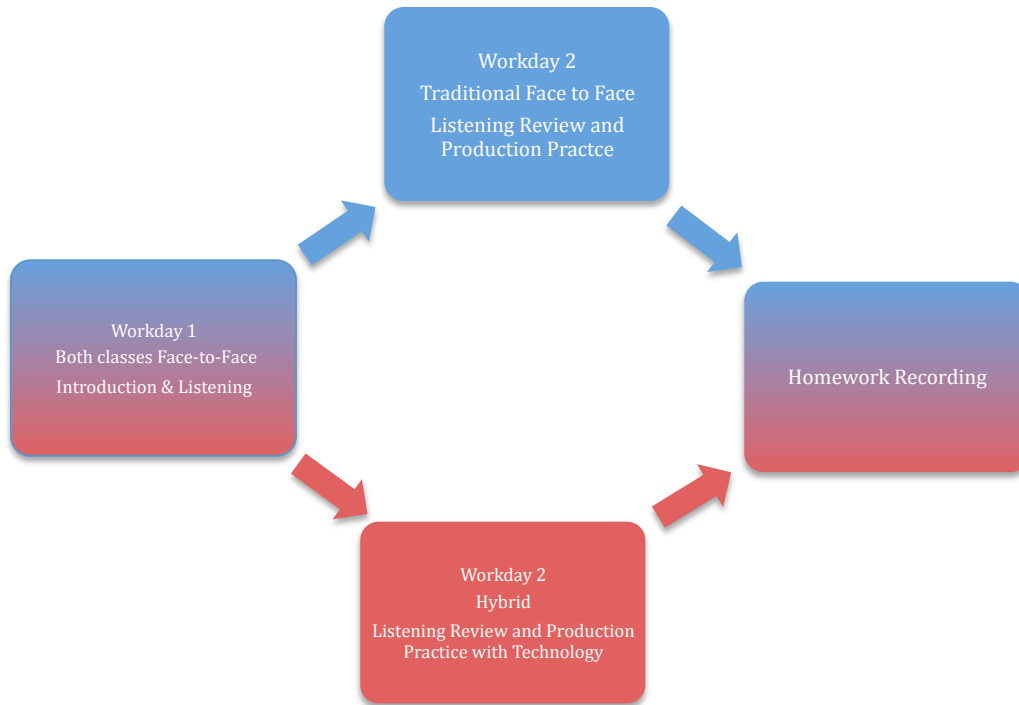 Workday 2
Traditional Face to Face
Listening Review and
Production Practce
Workday 1
Both classes Face-to-Face
Introduction & Listening
Homework Recording
Workday 2
Hybrid
Listening Review and Production
Practice with Technology